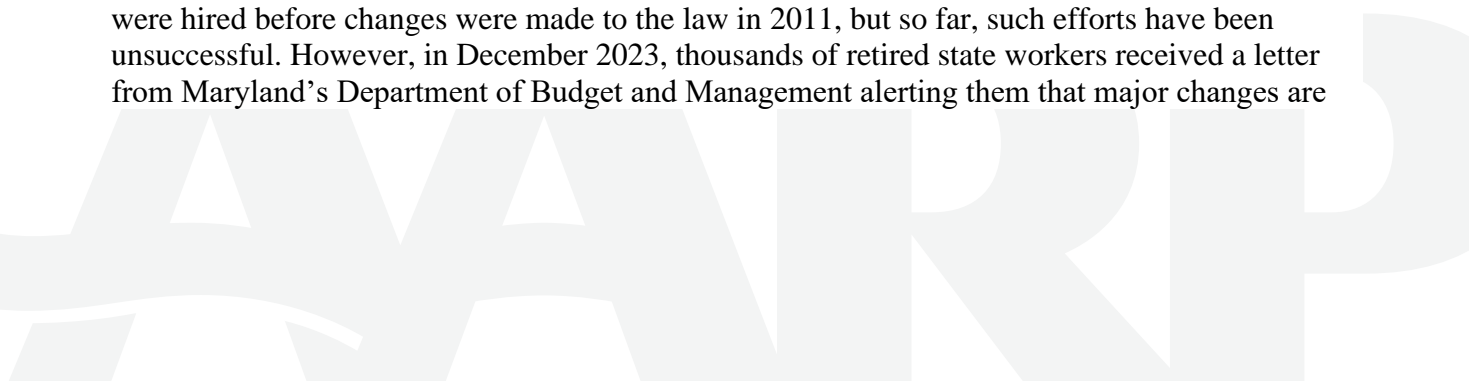 were hired before changes were made to the law in 2011, but so far, such efforts have been
unsuccessful. However, in December 2023, thousands of retired state workers received a letter
from Maryland’s Department of Budget and Management alerting them that major changes are
AARP